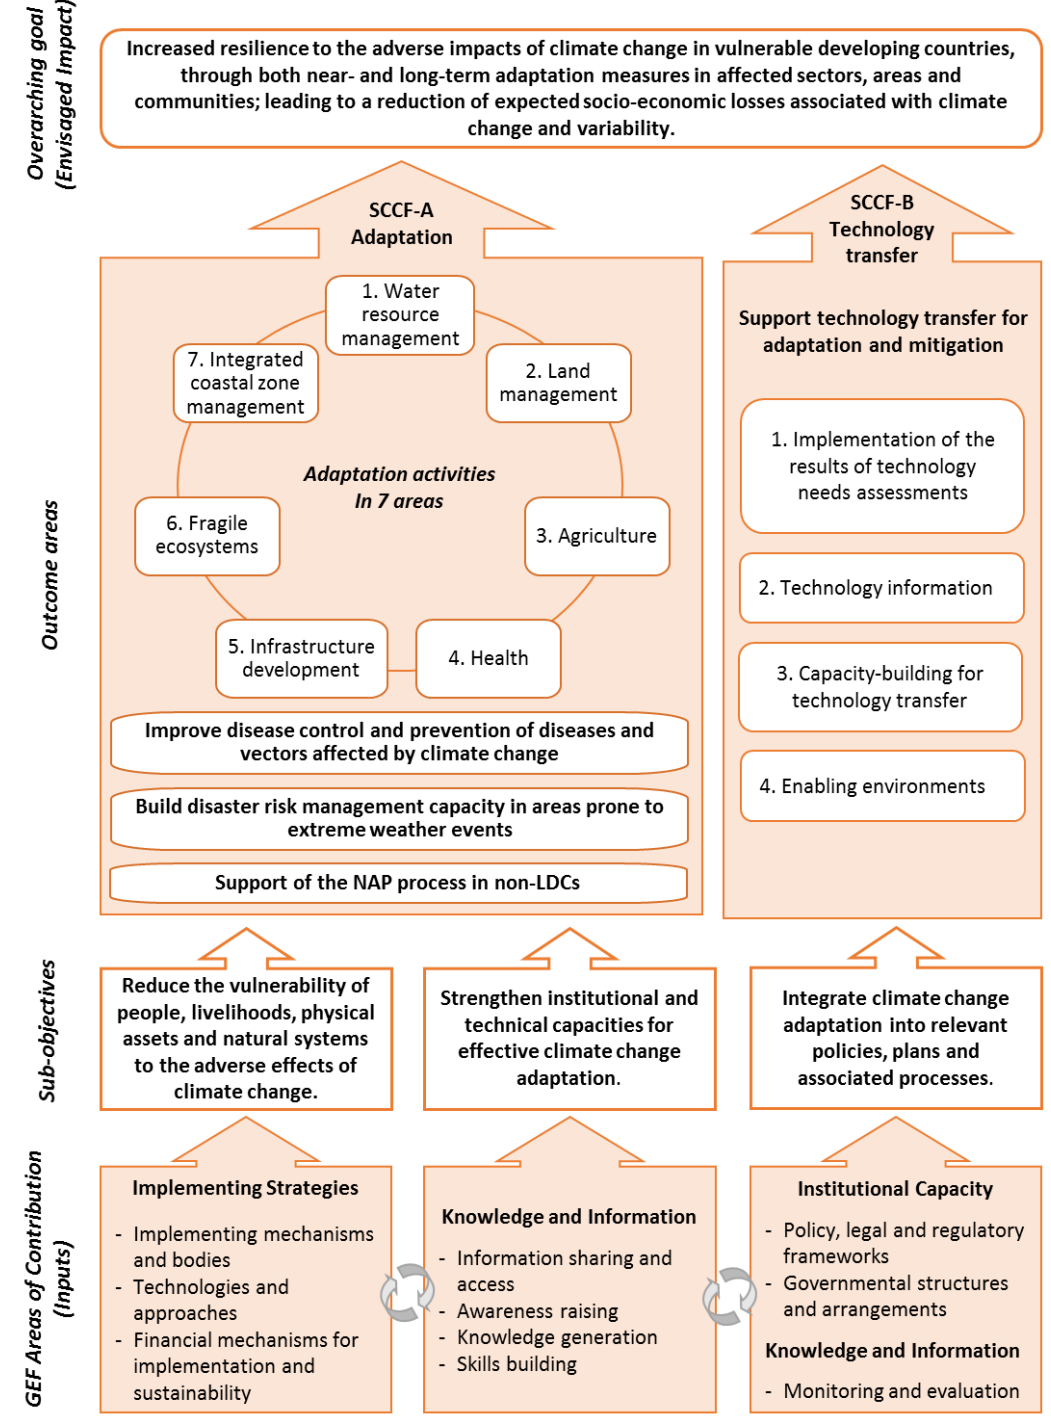 Overarching goal
(Envisaged Impact)
Increased resilience to the adverse impacts of climate change in vulnerable developing countries,
through both near- and long-term adaptation measures in affected sectors, areas and
communities; leading to a reduction of expected socio-economic losses associated with climate
change and variability.
SCCF-A
Adaptation
SCCF-B
Technology
transfer
Outcome areas
1. Water
resource
management
2. Land
management
3. Agriculture
4. Health
5. Infrastructure
development
6. Fragile
ecosystems
7. Integrated
coastal zone
management
Adaptation activities
In 7 areas
Improve disease control and prevention of diseases and
vectors affected by climate change
Build disaster risk management capacity in areas prone to
extreme weather events
Support of the NAP process in non-LDCs
Support technology transfer for
adaptation and mitigation
1. Implementation of the
results of technology
needs assessments
2. Technology information
3. Capacity-building for
technology transfer
4. Enabling environments
Sub-objectives
Reduce the vulnerability of
people, livelihoods, physical
assets and natural systems
to the adverse effects of
climate change.
Strengthen institutional and
technical capacities for
effective climate change
adaptation.
Integrate climate change
adaptation into relevant
policies, plans and
associated processes.
GEF Areas of Contribution
(Inputs)
Implementing Strategies
- Implementing mechanisms
and bodies
- Technologies and
approaches
- Financial mechanisms for
implementation and
sustainability
Knowledge and Information
- Information sharing and
access
- Awareness raising
- Knowledge generation
- Skills building
Institutional Capacity
- Policy, legal and regulatory
frameworks
- Governmental structures
and arrangements
Knowledge and Information
- Monitoring and evaluation